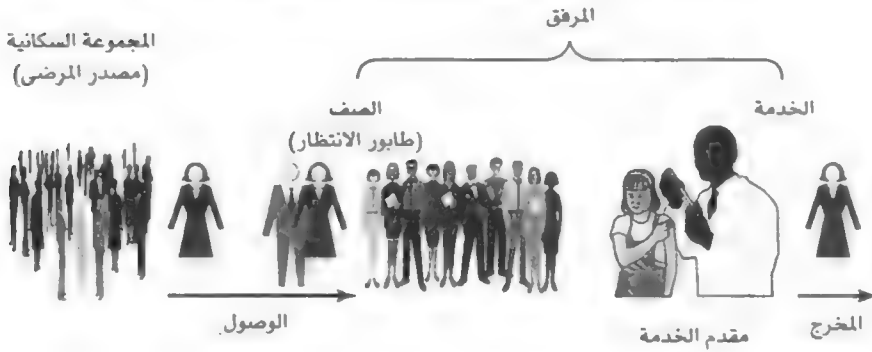 المرفق
المجموعة السكانية
(مصدر المرضى)
الصف
(طابور الانتظار)
الخدمة
الوصول
مقدم الخدمة
المخرج